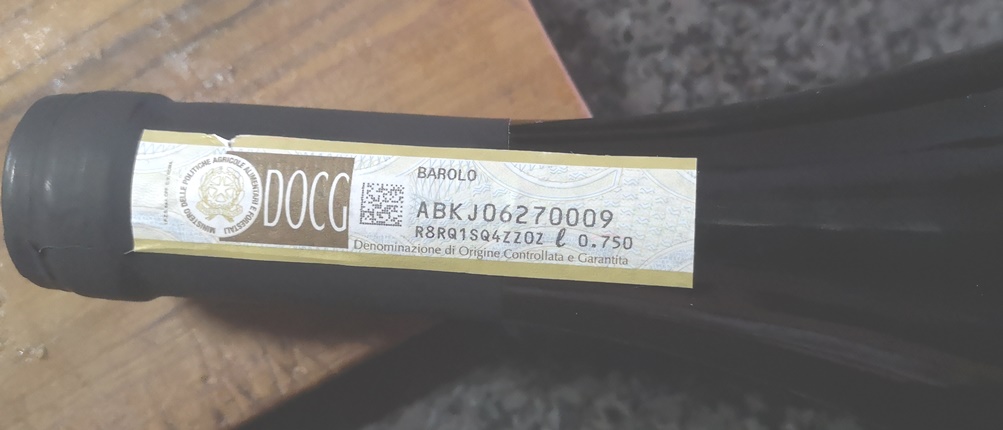 MINISTERO DELLE POLITICHE AGRICOLE ALIMENTARI E FORESTALI
DOCG
BAROLO
ABKJ06270009
R8RQ1SQ4ZZ0Z ℓ 0.750
Denominazione di Origine Controllata e Garantita